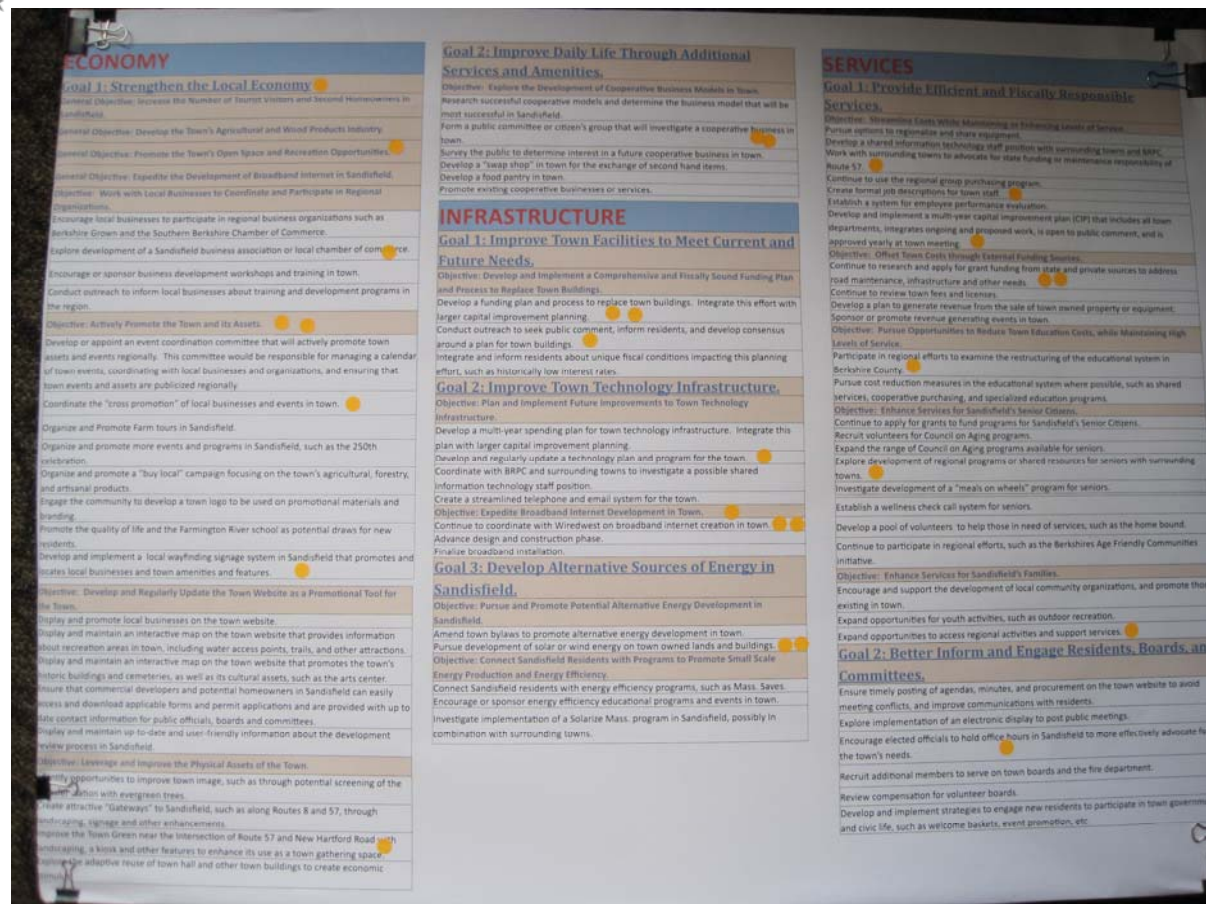 ECONOMY
Goal 1: Strengthen the Local Economy
General Objective: Increase the Number of Tourist Visitors and Second Homeowners in
Sandisfield.
General Objective: Develop the Town's Agricultural and Wood Products Industry.
General Objective: Promote the Town's Open Space and Recreation Opportunities.
General Objective: Expedite the Development of Broadband Internet in Sandisfield.
Objective: Work with Local Businesses to Coordinate and Participate in Regional
Organizations.
Encourage local businesses to participate in regional business organizations such as
Berkshire Grown and the Southern Berkshire Chamber of Commerce.
Explore development of a Sandisfield business association or local chamber of commerce.
Encourage or sponsor business development workshops and training in town.
Conduct outreach to inform local businesses about training and development programs in
the region.
Objective: Actively Promote the Town and its Assets.
Develop or appoint an event coordination committee that will actively promote town
assets and events regionally. This committee would be responsible for managing a calendar
of town events, coordinating with local businesses and organizations, and ensuring that
town events and assets are publicized regionally.
Coordinate the "cross promotion" of local businesses and events in town.
Organize and Promote Farm tours in Sandisfield.
Organize and promote more events and programs in Sandisfield, such as the 250th
celebration.
Organize and promote a "buy local" campaign focusing on the town's agricultural, forestry,
and artisanal products.
Engage the community to develop a town logo to be used on promotional materials and
branding.
Promote the quality of life and the Farmington River school as potential draws for new
residents.
Develop and implement a local wayfinding signage system in Sandisfield that promotes and
locates local businesses and town amenities and features.
Objective: Develop and Regularly Update the Town Website as a Promotional Tool for
the Town.
Display and promote local businesses on the town website.
Display and maintain an interactive map on the town website that provides information
about recreation areas in town, including water access points, trails, and other attractions.
Display and maintain an interactive map on the town website that promotes the town's
historic buildings and cemeteries, as well as its cultural assets, such as the arts center.
Ensure that commercial developers and potential homeowners in Sandisfield can easily
access and download applicable forms and permit applications and are provided with up to
date contact information for public officials, boards and committees.
Display and maintain up-to-date and user-friendly information about the development
review process in Sandisfield.
Objective: Leverage and Improve the Physical Assets of the Town.
opportunities to improve town image, such as through potential screening of the
with evergreen trees.
Create attractive "Gateways" to Sandisfield, such as along Routes 8 and 57, through
landscaping, signage and other enhancements.
Improve the Town Green near the intersection of Route 57 and New Hartford Road with
landscaping, a kiosk and other features to enhance its use as a town gathering space.
adaptive reuse of town hall and other town buildings to create economic
Goal 2: Improve Daily Life Through Additional
Services and Amenities.
Objective: Explore the Development of Cooperative Business Models in Town.
Research successful cooperative models and determine the business model that will be
most successful in Sandisfield.
Form a public committee or citizen's group that will investigate a cooperative business in
town.
Survey the public to determine interest in a future cooperative business in town.
Develop a "swap shop" in town for the exchange of second hand items.
Develop a food pantry in town.
Promote existing cooperative businesses or services.
INFRASTRUCTURE
Goal 1: Improve Town Facilities to Meet Current and
Future Needs.
Objective: Develop and Implement a Comprehensive and Fiscally Sound Funding Plan
and Process to Replace Town Buildings.
Develop a funding plan and process to replace town buildings. Integrate this effort with
larger capital improvement planning.
Conduct outreach to seek public comment, inform residents, and develop consensus
around a plan for town buildings.
Integrate and inform residents about unique fiscal conditions impacting this planning
effort, such as historically low interest rates.
Goal 2: Improve Town Technology Infrastructure.
Objective: Plan and Implement Future Improvements to Town Technology
Infrastructure.
Develop a multi-year spending plan for town technology infrastructure. Integrate this
plan with larger capital improvement planning.
Develop and regularly update a technology plan and program for the town.
Coordinate with BRPC and surrounding towns to investigate a possible shared
information technology staff position.
Create a streamlined telephone and email system for the town.
Objective: Expedite Broadband Internet Development in Town.
Continue to coordinate with Wiredwest on broadband internet creation in town.
Advance design and construction phase.
Finalize broadband installation.
Goal 3: Develop Alternative Sources of Energy in
Sandisfield.
Objective: Pursue and Promote Potential Alternative Energy Development in
Sandisfield.
Amend town bylaws to promote alternative energy development in town.
Pursue development of solar or wind energy on town owned lands and buildings.
Objective: Connect Sandisfield Residents with Programs to Promote Small Scale
Energy Production and Energy Efficiency.
Connect Sandisfield residents with energy efficiency programs, such as Mass. Saves.
Encourage or sponsor energy efficiency educational programs and events in town.
Investigate implementation of a Solarize Mass. program in Sandisfield, possibly in
combination with surrounding towns.
SERVICES
Goal 1: Provide Efficient and Fiscally Responsible
Services.
Objective: Streamline Costs While Maintaining or Enhancing Levels of Service.
Pursue options to regionalize and share equipment.
Develop a shared information technology staff position with surrounding towns and BRPC.
Work with surrounding towns to advocate for state funding or maintenance responsibility of
Route 57.
Continue to use the regional group purchasing program.
Create formal job descriptions for town staff.
Establish a system for employee performance evaluation.
Develop and implement a multi-year capital improvement plan (CIP) that includes all town
departments, integrates ongoing and proposed work, is open to public comment, and is
approved yearly at town meeting.
Objective: Offset Town Costs through External Funding Sources.
Continue to research and apply for grant funding from state and private sources to address
road maintenance, infrastructure and other needs.
Continue to review town fees and licenses.
Develop a plan to generate revenue from the sale of town owned property or equipment.
Sponsor or promote revenue generating events in town.
Objective: Pursue Opportunities to Reduce Town Education Costs, while Maintaining High
Levels of Service.
Participate in regional efforts to examine the restructuring of the educational system in
Berkshire County.
Pursue cost reduction measures in the educational system where possible, such as shared
services, cooperative purchasing, and specialized education programs.
Objective: Enhance Services for Sandisfield's Senior Citizens.
Continue to apply for grants to fund programs for Sandisfield's Senior Citizens.
Recruit volunteers for Council on Aging programs.
Expand the range of Council on Aging programs available for seniors.
Explore development of regional programs or shared resources for seniors with surrounding
towns.
Investigate development of a "meals on wheels" program for seniors.
Establish a wellness check call system for seniors.
Develop a pool of volunteers to help those in need of services, such as the home bound.
Continue to participate in regional efforts, such as the Berkshires Age Friendly Communities
initiative.
Objective: Enhance Services for Sandisfield's Families.
Encourage and support the development of local community organizations, and promote
existing in town.
Expand opportunities for youth activities, such as outdoor recreation.
Expand opportunities to access regional activities and support services.
Goal 2: Better Inform and Engage Residents, Boards,
Committees.
Ensure timely posting of agendas, minutes, and procurement on the town website to avoid
meeting conflicts, and improve communications with residents.
Explore implementation of an electronic display to post public meetings.
Encourage elected officials to hold office hours in Sandisfield to more effectively advocate
the town's needs.
Recruit additional members to serve on town boards and the fire department.
Review compensation for volunteer boards.
Develop and implement strategies to engage new residents to participate in town
and civic life, such as welcome baskets, event promotion, etc